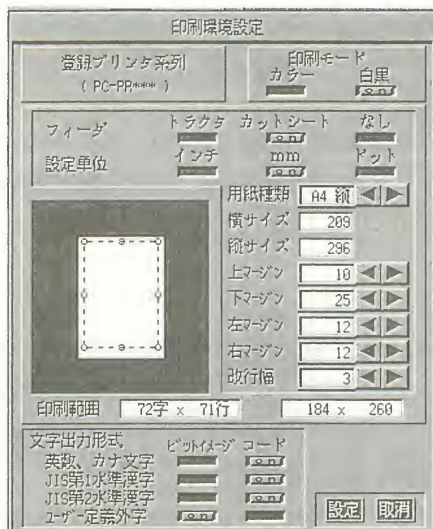 印刷環境設定
登録プリンタ系列
( PC-PR*** )
印刷モード
カラー 白黒
on
フィーダ トラクタ カットシート なし
on
設定単位 インチ mm ドット
on
用紙種類 A4 縦
横サイズ 209
縦サイズ 296
上マージン 10
下マージン 25
左マージン 12
右マージン 12
改行幅 3
印刷範囲 72字 x 71行 184 x 260
文字出力形式 ビットイメージ コード
英数、カナ文字 on
JIS第1水準漢字 on
JIS第2水準漢字 on
ユーザー定義外字 on
設定 取消